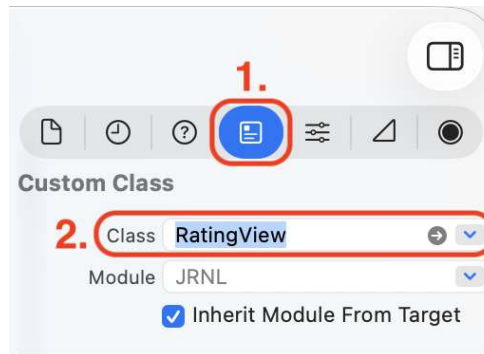 1.
Custom Class
2. Class RatingView
Module JRNL
Inherit Module From Target